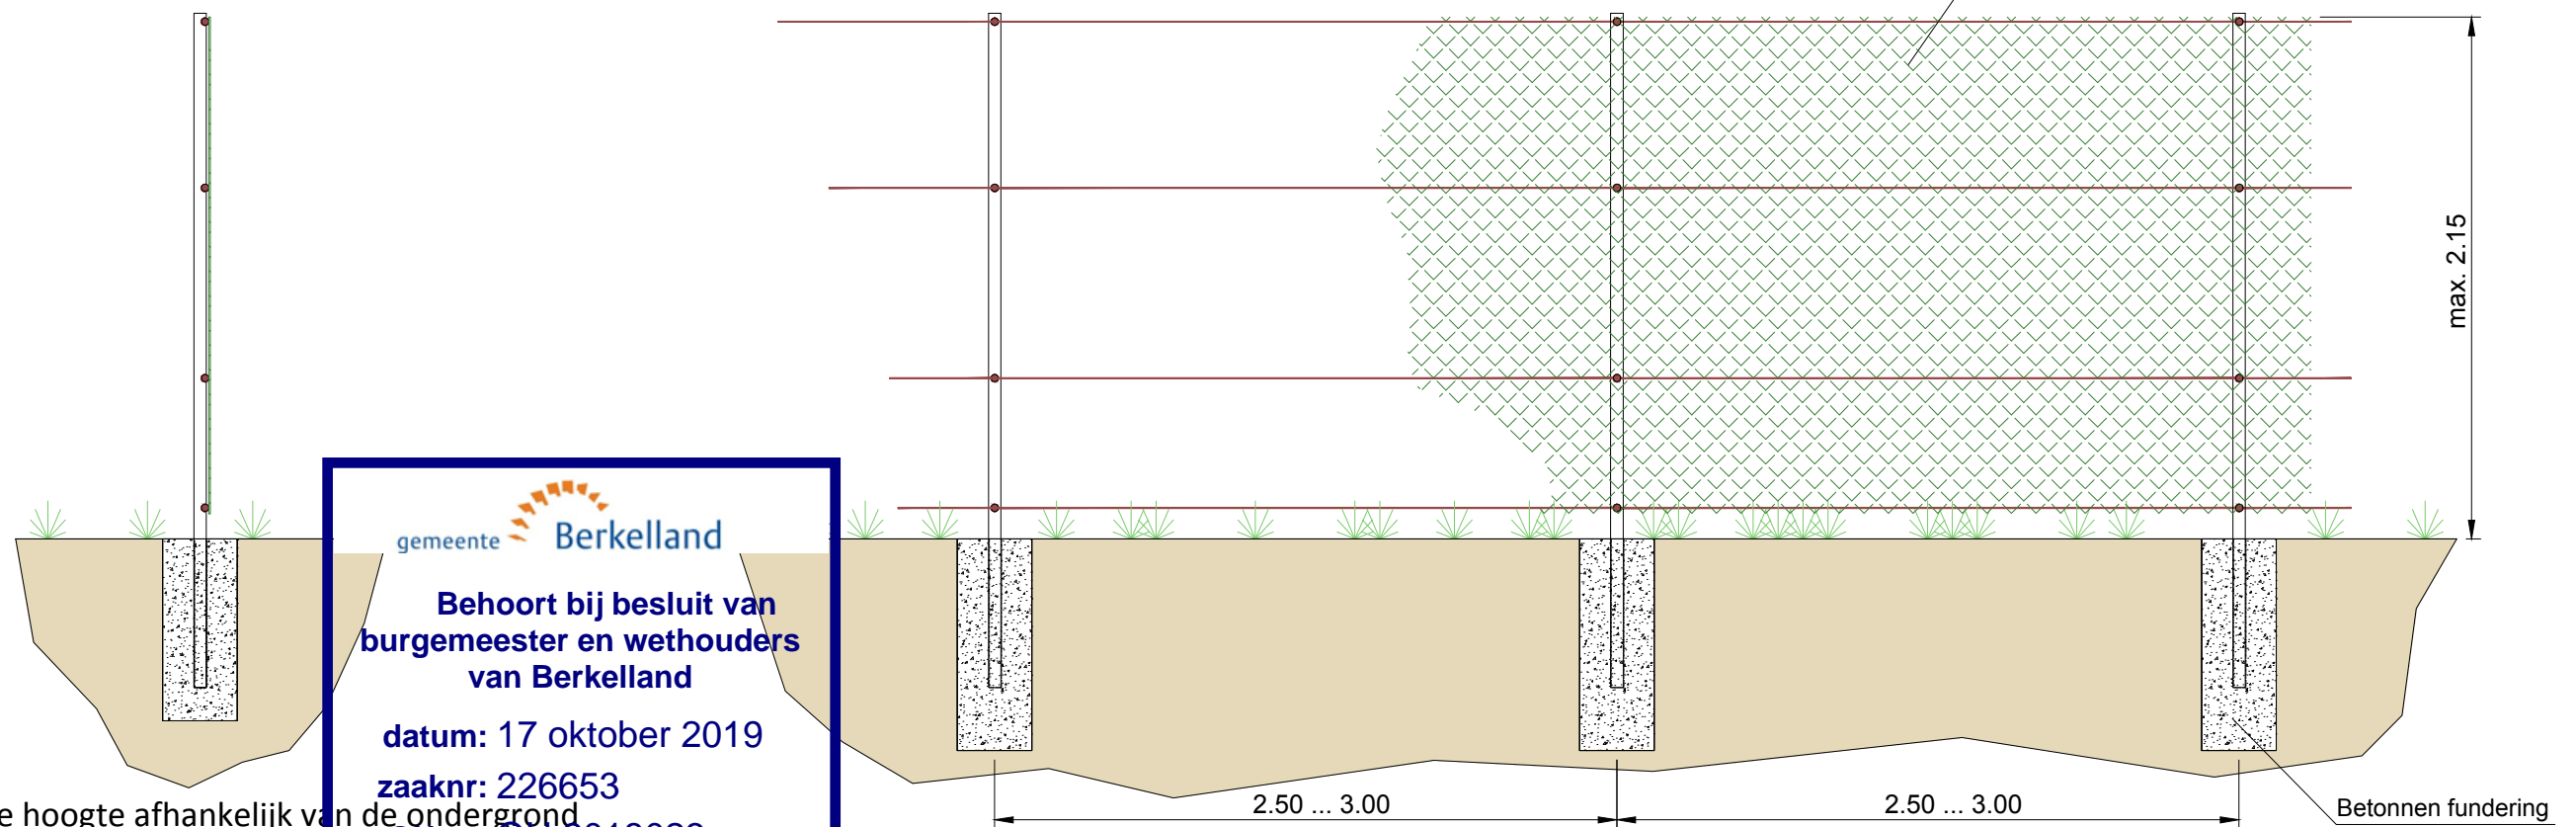 max. 2.15
gemeente Berkelland
Behoort bij besluit van
burgemeester en wethouders
van Berkelland
datum: 17 oktober 2019
zaaknr: 226653
e hoogte afhankelijk van de ondergrond
2.50 ... 3.00
2.50 ... 3.00
Betonnen fundering